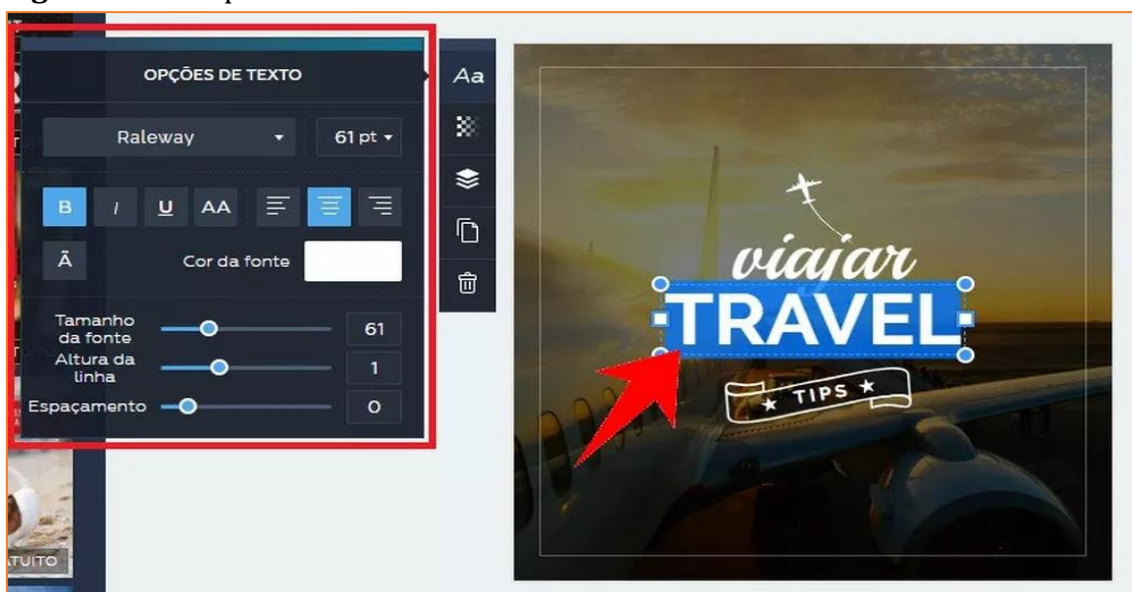 OPÇÕES DE TEXTO
Raleway
61 pt
B I U AA
Ã
Cor da fonte
Tamanho
da fonte
61
Altura da
linha
1
Espaçamento
0
Aa
viajar
TRAVEL
TIPS